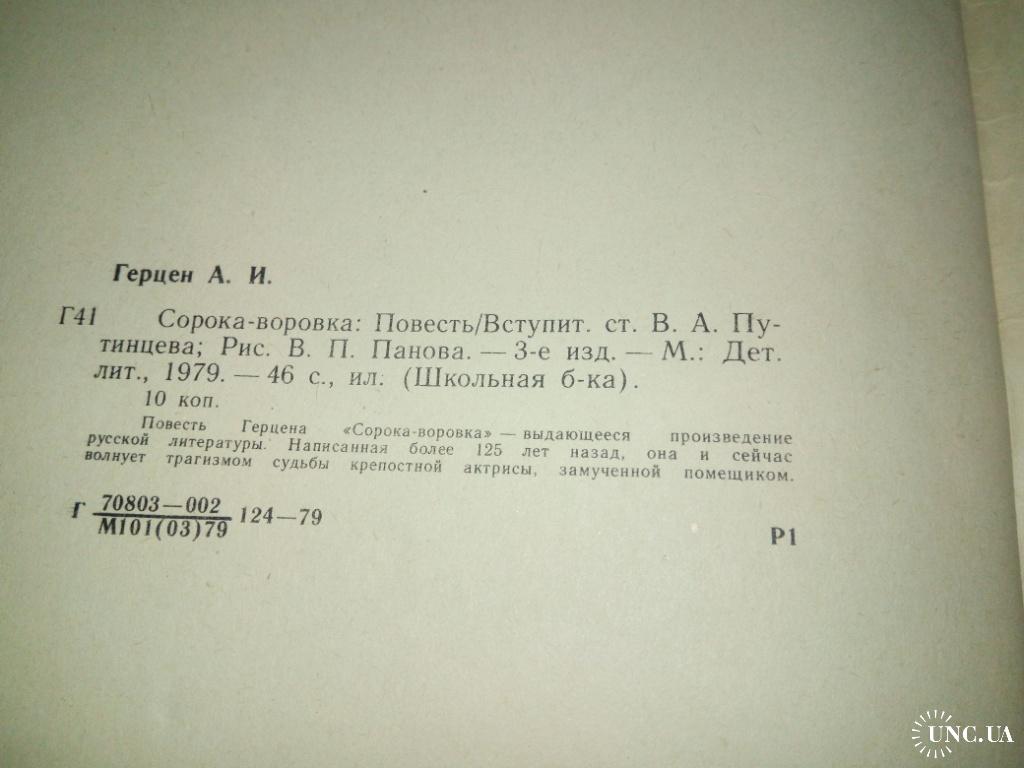 Герцен А. И.
Г41 Сорока-воровка: Повесть/Вступит. ст. В. А. Пу-
тинцева; Рис. В. П. Панова. — 3-е изд. — М.: Дет.
лит., 1979. — 46 с., ил. (Школьная б-ка).
10 коп.
Повесть Герцена «Сорока-воровка» — выдающееся произведение
русской литературы. Написанная более 125 лет назад, она и сейчас
волнует трагизмом судьбы крепостной актрисы, замученной помещиком.
Г 70803—002
М101(03)79 124—79
Р1
UNC.UA